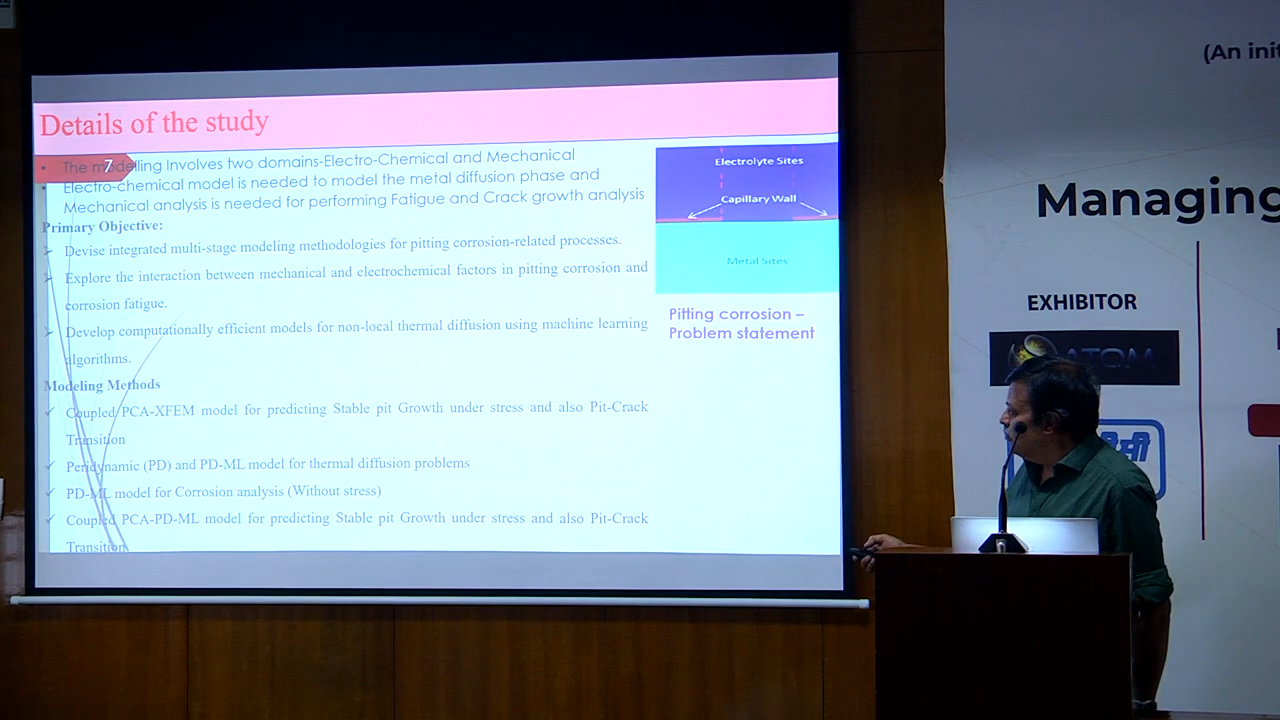 Details of the study
7
The modelling Involves two domains-Electro-Chemical and Mechanical
Electro-chemical model is needed to model the metal diffusion phase and
Mechanical analysis is needed for performing Fatigue and Crack growth analysis
Primary Objective:
Devise integrated multi-stage modeling methodologies for pitting corrosion-related processes.
Explore the interaction between mechanical and electrochemical factors in pitting corrosion and
corrosion fatigue.
Develop computationally efficient models for non-local thermal diffusion using machine learning
algorithms.
Modeling Methods
Coupled PCA-XFEM model for predicting Stable pit Growth under stress and also Pit-Crack
Transition
Peridynamic (PD) and PD-ML model for thermal diffusion problems
PD-ML model for Corrosion analysis (Without stress)
Coupled PCA-PD-ML model for predicting Stable pit Growth under stress and also Pit-Crack
Transition
Electrolyte Sites
Capillary Wall
Metal Sites
Pitting corrosion –
Problem statement
(An init
Managing
EXHIBITOR
ATOM